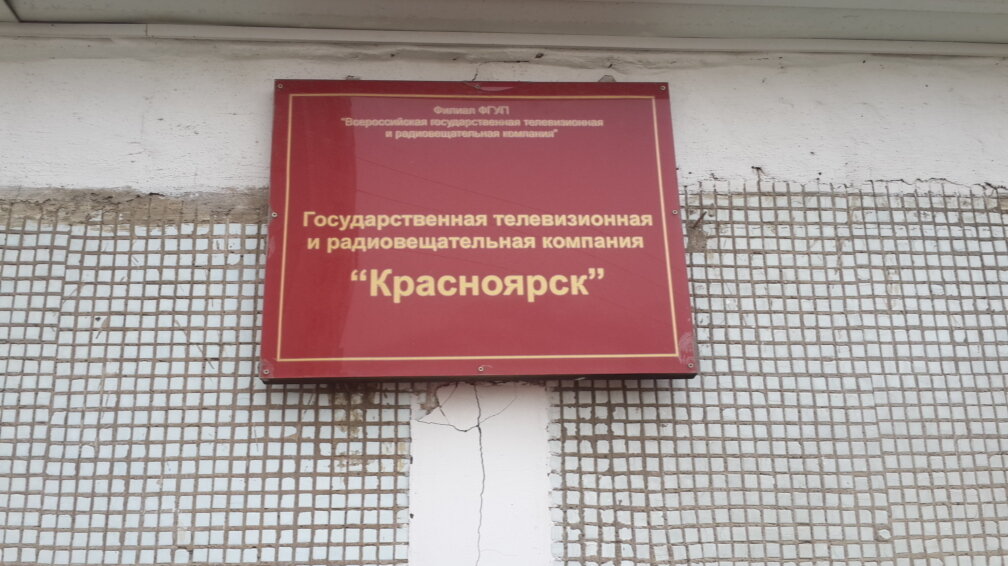 Филиал ФГУП
"Всероссийская государственная телевизионная
и радиовещательная компания"
Государственная телевизионная
и радиовещательная компания
“Красноярск”